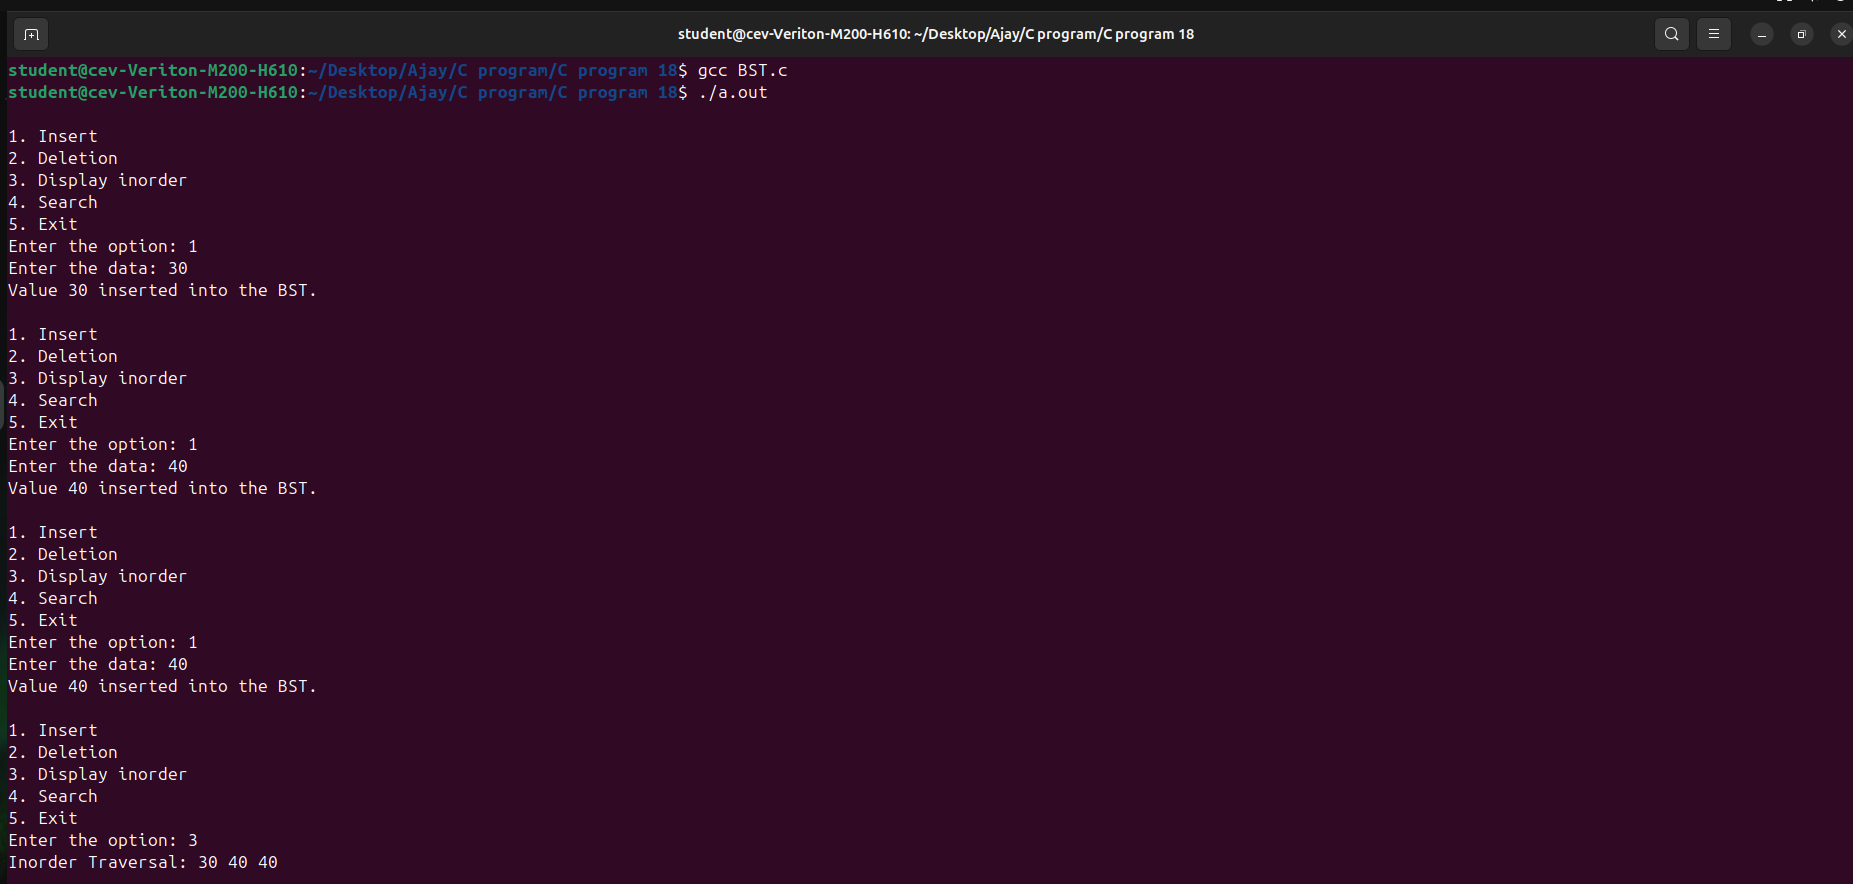 student@cev-Veriton-M200-H610: ~/Desktop/Ajay/C program/C program 18
student@cev-Veriton-M200-H610:~/Desktop/Ajay/C program/C program 18$ gcc BST.c
student@cev-Veriton-M200-H610:~/Desktop/Ajay/C program/C program 18$ ./a.out
1. Insert
2. Deletion
3. Display inorder
4. Search
5. Exit
Enter the option: 1
Enter the data: 30
Value 30 inserted into the BST.
1. Insert
2. Deletion
3. Display inorder
4. Search
5. Exit
Enter the option: 1
Enter the data: 40
Value 40 inserted into the BST.
1. Insert
2. Deletion
3. Display inorder
4. Search
5. Exit
Enter the option: 1
Enter the data: 40
Value 40 inserted into the BST.
1. Insert
2. Deletion
3. Display inorder
4. Search
5. Exit
Enter the option: 3
Inorder Traversal: 30 40 40